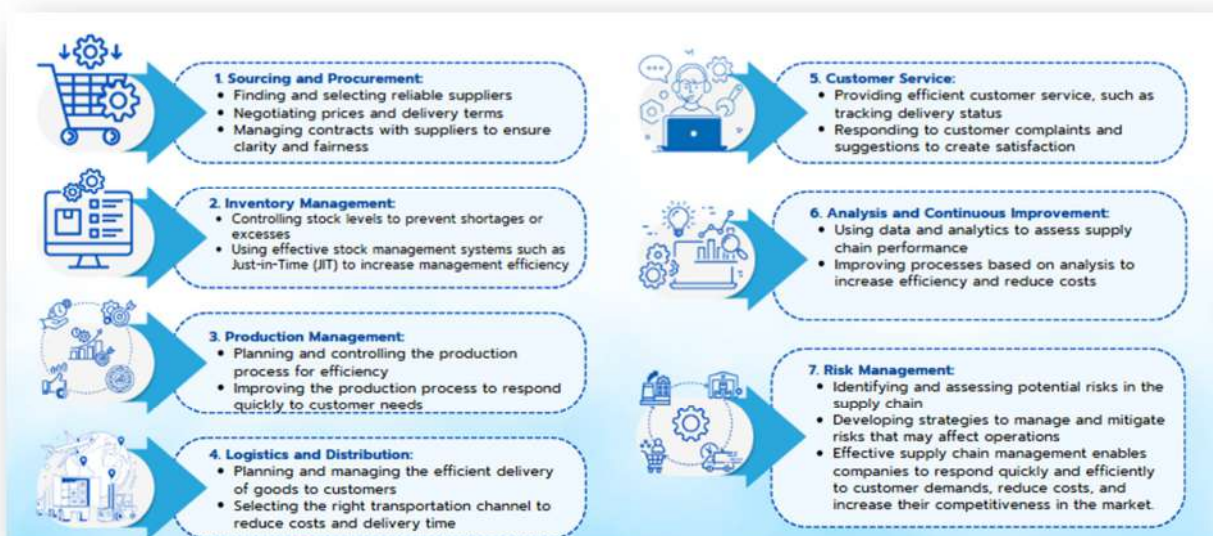 1. Sourcing and Procurement:
• Finding and selecting reliable suppliers
• Negotiating prices and delivery terms
• Managing contracts with suppliers to ensure
clarity and fairness
2. Inventory Management:
• Controlling stock levels to prevent shortages or
excesses
• Using effective stock management systems such as
Just-in-Time (JIT) to increase management efficiency
3. Production Management:
• Planning and controlling the production
process for efficiency
• Improving the production process to respond
quickly to customer needs
4. Logistics and Distribution:
• Planning and managing the efficient delivery
of goods to customers
• Selecting the right transportation channel to
reduce costs and delivery time
5. Customer Service:
• Providing efficient customer service, such as
tracking delivery status
• Responding to customer complaints and
suggestions to create satisfaction
6. Analysis and Continuous Improvement:
• Using data and analytics to assess supply
chain performance
• Improving processes based on analysis to
increase efficiency and reduce costs
7. Risk Management:
• Identifying and assessing potential risks in the
supply chain
• Developing strategies to manage and mitigate
risks that may affect operations
• Effective supply chain management enables
companies to respond quickly and efficiently
to customer demands, reduce costs, and
increase their competitiveness in the market.